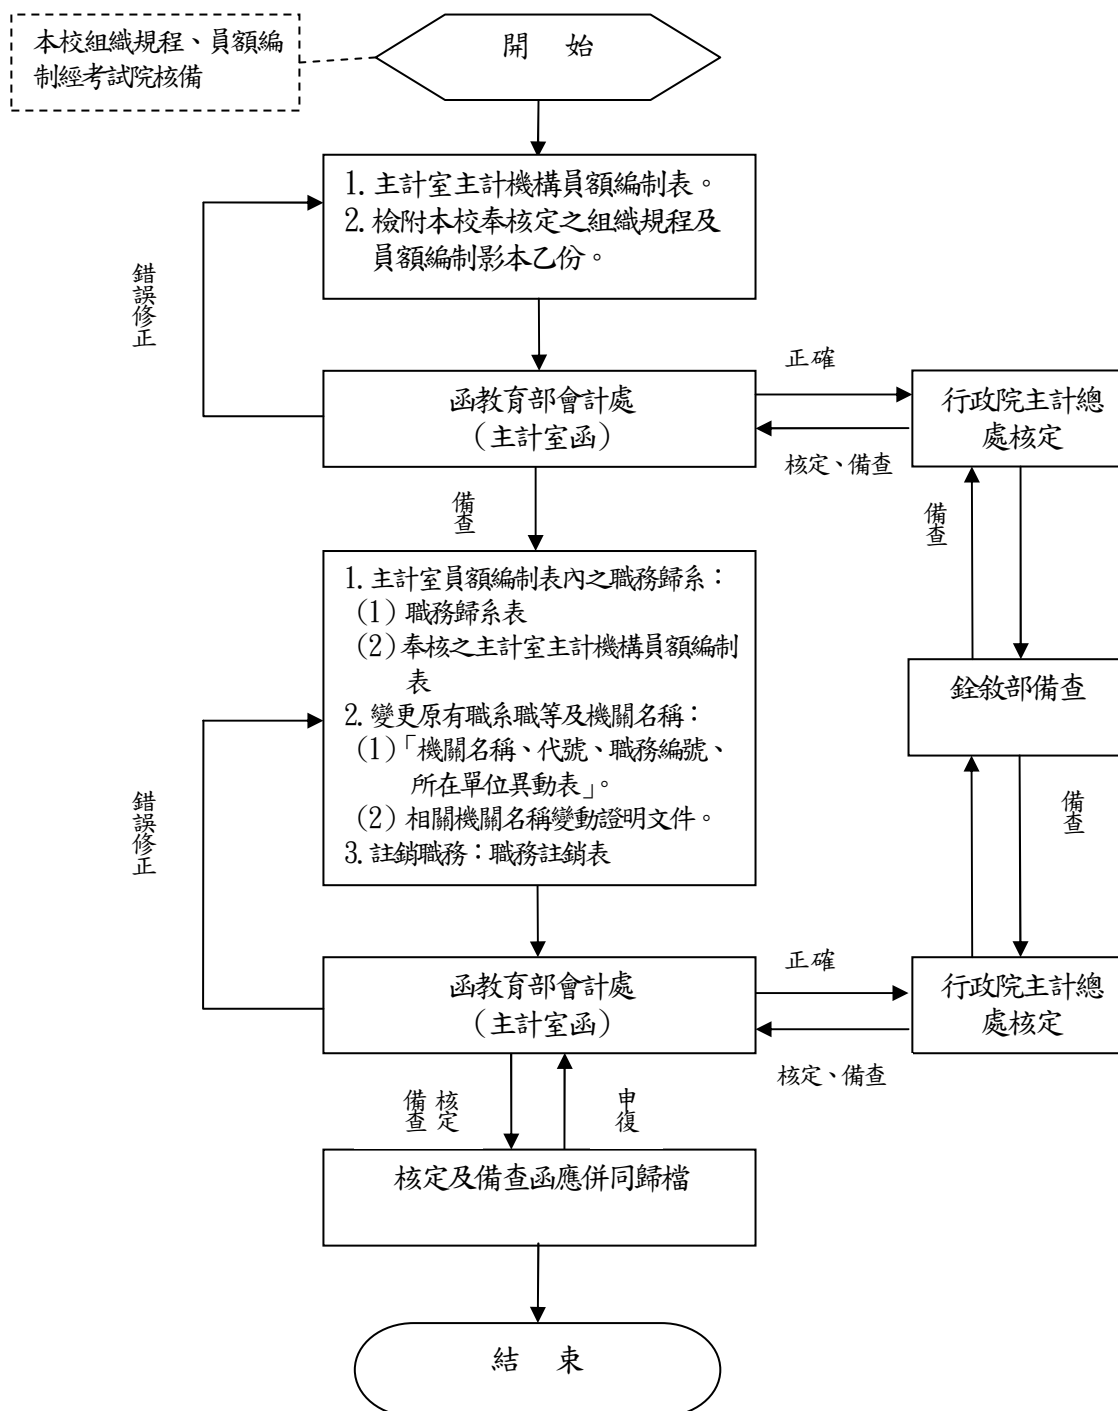 本校組織規程、員額編
制經考試院核備
開 始
1. 主計室主計機構員額編制表。
2. 檢附本校奉核定之組織規程及
員額編制影本乙份。
錯誤修正
函教育部會計處
(主計室函)
正確
核定、備查
行政院主計總
處核定
備查
備查
1. 主計室員額編制表內之職務歸系：
(1) 職務歸系表
(2) 奉核之主計室主計機構員額編制
表
2. 變更原有職系職等及機關名稱：
(1)「機關名稱、代號、職務編號、
所在單位異動表」。
(2) 相關機關名稱變動證明文件。
3. 註銷職務：職務註銷表
銓敘部備查
備查
錯誤修正
函教育部會計處
(主計室函)
正確
核定、備查
行政院主計總
處核定
核定
備查
申復
核定及備查函應併同歸檔
結 束